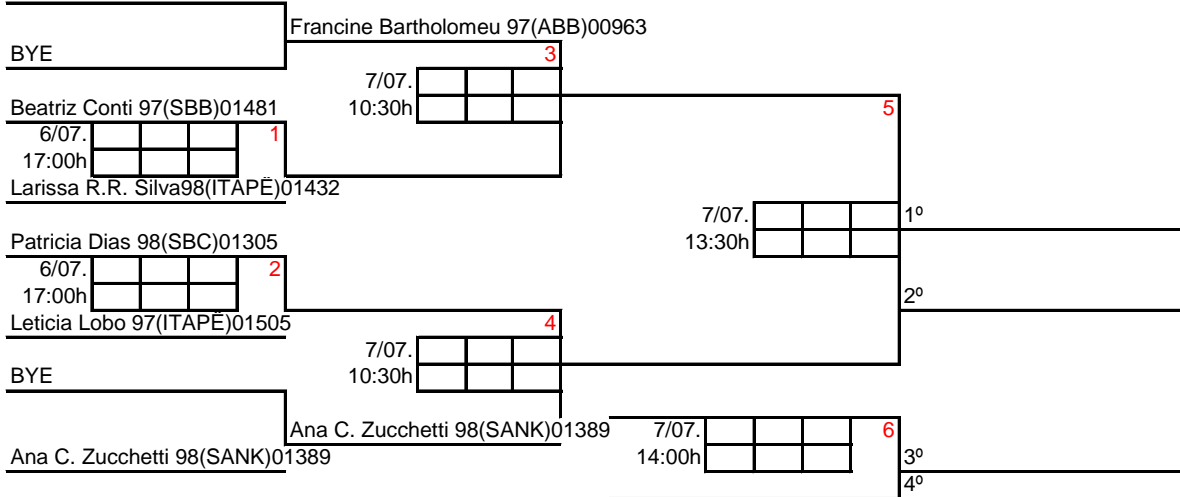 Francine Bartholomeu 97(ABB)00963
BYE
3
7/07.
10:30h
Beatriz Conti 97(SBB)01481
5
6/07.
1
17:00h
Larissa R.R. Silva98(ITAPË)01432
7/07.
1º
13:30h
Patricia Dias 98(SBC)01305
6/07.
2
17:00h
2º
Leticia Lobo 97(ITAPË)01505
4
7/07.
10:30h
BYE
Ana C. Zucchetti 98(SANK)01389
7/07.
6
14:00h
3º
Ana C. Zucchetti 98(SANK)01389
4º